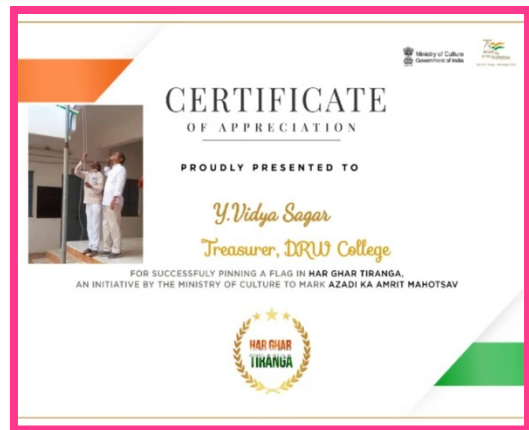 Ministry of Culture
Government of India
CERTIFICATE
OF APPRECIATION
PROUDLY PRESENTED TO
Y.Vidya Sagar
Treasurer, DRW College
FOR SUCCESSFULY PINNING A FLAG IN HAR GHAR TIRANGA,
AN INITIATIVE BY THE MINISTRY OF CULTURE TO MARK AZADI KA AMRIT MAHOTSAV
HAR GHAR
TIRANGA